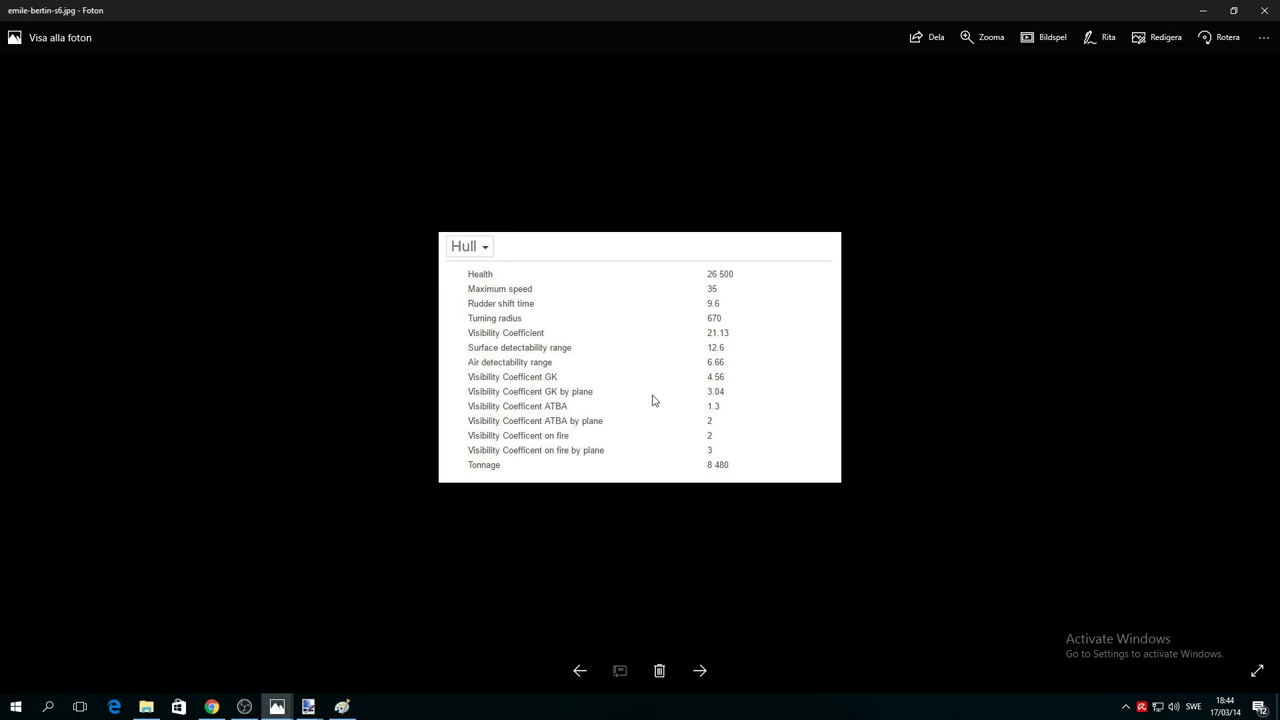 emile-bertin-s6.jpg - Foton
Visa alla foton
Dela
Zooma
Bildspel
Rita
Redigera
Rotera
Hull
Health 26 500
Maximum speed 35
Rudder shift time 9.6
Turning radius 670
Visibility Coefficient 21.13
Surface detectability range 12.6
Air detectability range 6.66
Visibility Coefficent GK 4.56
Visibility Coefficent GK by plane 3.04
Visibility Coefficent ATBA 1.3
Visibility Coefficent ATBA by plane 2
Visibility Coefficent on fire 2
Visibility Coefficent on fire by plane 3
Tonnage 8 480
Activate Windows
Go to Settings to activate Windows.
SWE
18:44
17/03/14
12